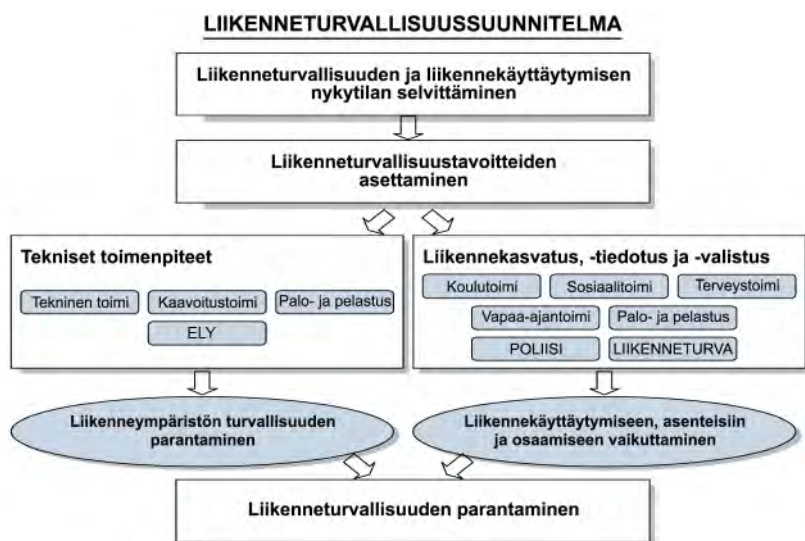 LIIKENNETURVALLISUUSSUUNNITELMA
Liikenneturvallisuuden ja liikennekäyttäytymisen
nykytilan selvittäminen
Liikenneturvallisuustavoitteiden
asettaminen
Tekniset toimenpiteet
Tekninen toimi
Kaavoitustoimi
Palo- ja pelastus
ELY
Liikennekasvatus, -tiedotus ja -valistus
Koulutoimi
Sosiaalitoimi
Terveystoimi
Vapaa-ajantoimi
Palo- ja pelastus
POLIISI
LIIKENNETURVA
Liikenneympäristön turvallisuuden
parantaminen
Liikennekäyttäytymiseen, asenteisiin
ja osaamiseen vaikuttaminen
Liikenneturvallisuuden parantaminen